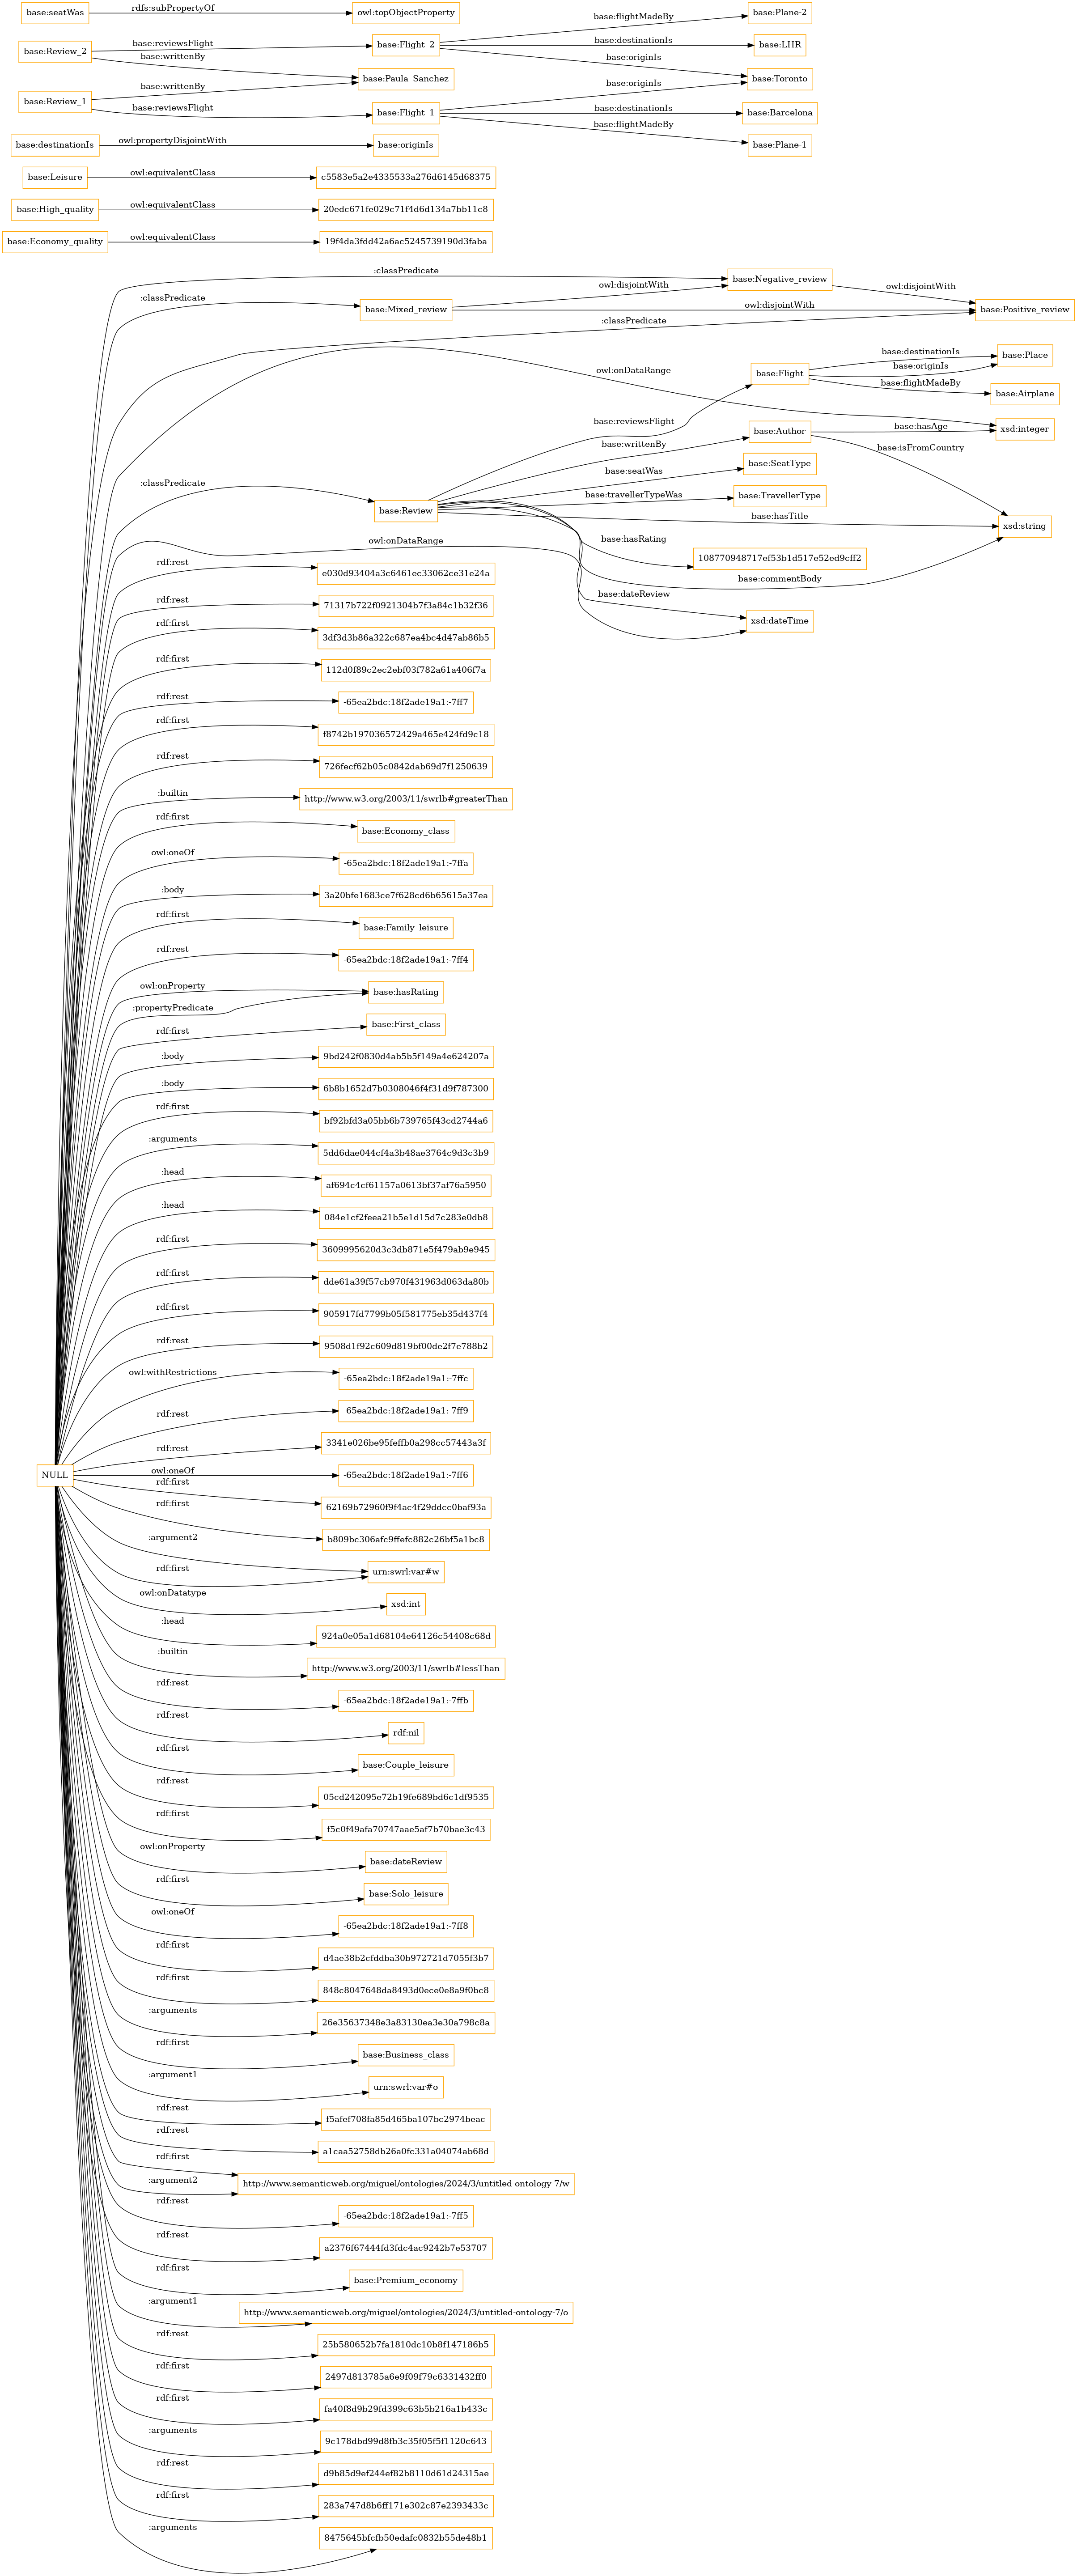 base:seatWas rdfs:subPropertyOf owl:topObjectProperty
base:Review_2 base:reviewsFlight base:Flight_2 base:flightMadeBy base:Plane-2
base:destinationIs base:LHR
base:writtenBy base:Paula_Sanchez base:originIs base:Toronto
base:Review_1 base:writtenBy
base:reviewsFlight base:Flight_1 base:originIs
base:destinationIs base:Barcelona
base:flightMadeBy base:Plane-1
base:destinationIs owl:propertyDisjointWith base:originIs
base:Leisure owl:equivalentClass c5583e5a2e4335533a276d6145d68375
base:High_quality owl:equivalentClass 20edc671fe029c71f4d6d134a7bb11c8
base:Economy_quality owl:equivalentClass 19f4da3fdd42a6ac5245739190d3faba
:classPredicate base:Negative_review owl:disjointWith
:classPredicate base:Mixed_review owl:disjointWith
owl:disjointWith base:Positive_review
:classPredicate
base:Flight base:destinationIs base:Place
base:originIs
owl:onDataRange base:flightMadeBy base:Airplane
base:reviewsFlight base:Author base:hasAge xsd:integer
base:writtenBy base:isFromCountry
base:seatWas base:SeatType
:classPredicate base:Review base:travellerTypeWas base:TravellerType
base:hasTitle xsd:string
owl:onDataRange base:hasRating 108770948717ef53b1d517e52ed9cff2
base:commentBody
base:dateReview xsd:dateTime
rdf:rest e030d93404a3c6461ec33062ce31e24a
rdf:rest 71317b722f0921304b7f3a84c1b32f36
rdf:first 3df3d3b86a322c687ea4bc4d47ab86b5
rdf:first 112d0f89c2ec2ebf03f782a61a406f7a
rdf:rest -65ea2bdc:18f2ade19a1:-7ff7
rdf:first f8742b197036572429a465e424fd9c18
rdf:rest 726fecf62b05c0842dab69d7f1250639
:builtin http://www.w3.org/2003/11/swrlb#greaterThan
rdf:first base:Economy_class
owl:oneOf -65ea2bdc:18f2ade19a1:-7ffa
:body 3a20bfe1683ce7f628cd6b65615a37ea
rdf:first base:Family_leisure
rdf:rest -65ea2bdc:18f2ade19a1:-7ff4
owl:onProperty base:hasRating
:propertyPredicate
rdf:first base:First_class
:body 9bd242f0830d4ab5b5f149a4e624207a
:body 6b8b1652d7b0308046f4f31d9f787300
rdf:first bf92bfd3a05bb6b739765f43cd2744a6
:arguments 5dd6dae044cf4a3b48ae3764c9d3c3b9
:head af694c4cf61157a0613bf37af76a5950
:head 084e1cf2feea21b5e1d15d7c283e0db8
rdf:first 3609995620d3c3db871e5f479ab9e945
rdf:first dde61a39f57cb970f431963d063da80b
rdf:first 905917fd7799b05f581775eb35d437f4
rdf:rest 9508d1f92c609d819bf00de2f7e788b2
owl:withRestrictions -65ea2bdc:18f2ade19a1:-7ffc
rdf:rest -65ea2bdc:18f2ade19a1:-7ff9
rdf:rest 3341e026be95feffb0a298cc57443a3f
NULL owl:oneOf -65ea2bdc:18f2ade19a1:-7ff6
rdf:first 62169b72960f9f4ac4f29ddcc0baf93a
rdf:first b809bc306afc9ffefc882c26bf5a1bc8
:argument2 urn:swrl:var#w
rdf:first
owl:onDatatype xsd:int
:head 924a0e05a1d68104e64126c54408c68d
:builtin http://www.w3.org/2003/11/swrlb#lessThan
rdf:rest -65ea2bdc:18f2ade19a1:-7ffb
rdf:rest rdf:nil
rdf:first base:Couple_leisure
rdf:rest 05cd242095e72b19fe689bd6c1df9535
rdf:first f5c0f49afa70747aae5af7b70bae3c43
owl:onProperty base:dateReview
rdf:first base:Solo_leisure
owl:oneOf -65ea2bdc:18f2ade19a1:-7ff8
rdf:first d4ae38b2cfddba30b972721d7055f3b7
rdf:first 848c8047648da8493d0ece0e8a9f0bc8
:arguments 26e35637348e3a83130ea3e30a798c8a
rdf:first base:Business_class
:argument1 urn:swrl:var#o
rdf:rest f5afef708fa85d465ba107bc2974beac
rdf:rest a1caa52758db26a0fc331a04074ab68d
rdf:first http://www.semanticweb.org/miguel/ontologies/2024/3/untitled-ontology-7/w
:argument2
rdf:rest -65ea2bdc:18f2ade19a1:-7ff5
rdf:rest a2376f67444fd3fdc4ac9242b7e53707
rdf:first base:Premium_economy
:argument1 http://www.semanticweb.org/miguel/ontologies/2024/3/untitled-ontology-7/o
rdf:rest 25b580652b7fa1810dc10b8f147186b5
rdf:first 2497d813785a6e9f09f79c6331432ff0
rdf:first fa40f8d9b29fd399c63b5b216a1b433c
:arguments 9c178dbd99d8fb3c35f05f5f1120c643
rdf:rest d9b85d9ef244ef82b8110d61d24315ae
rdf:first 283a747d8b6ff171e302c87e2393433c
:arguments 8475645bfcfb50edafc0832b55de48b1